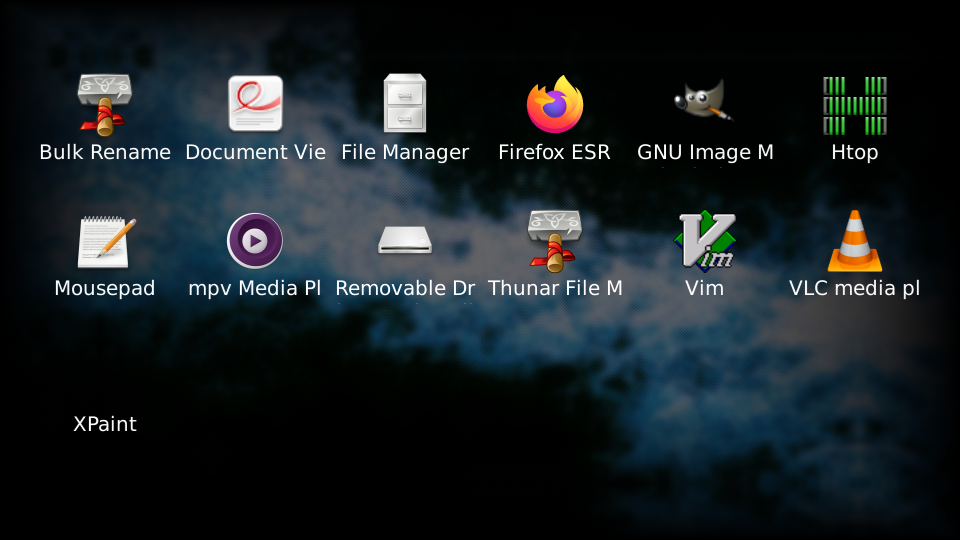 Bulk Rename
Document Vie
File Manager
Firefox ESR
GNU Image M
Htop
Mousepad
mpv Media Pl
Removable Dr
Thunar File M
Vim
VLC media pl
XPaint